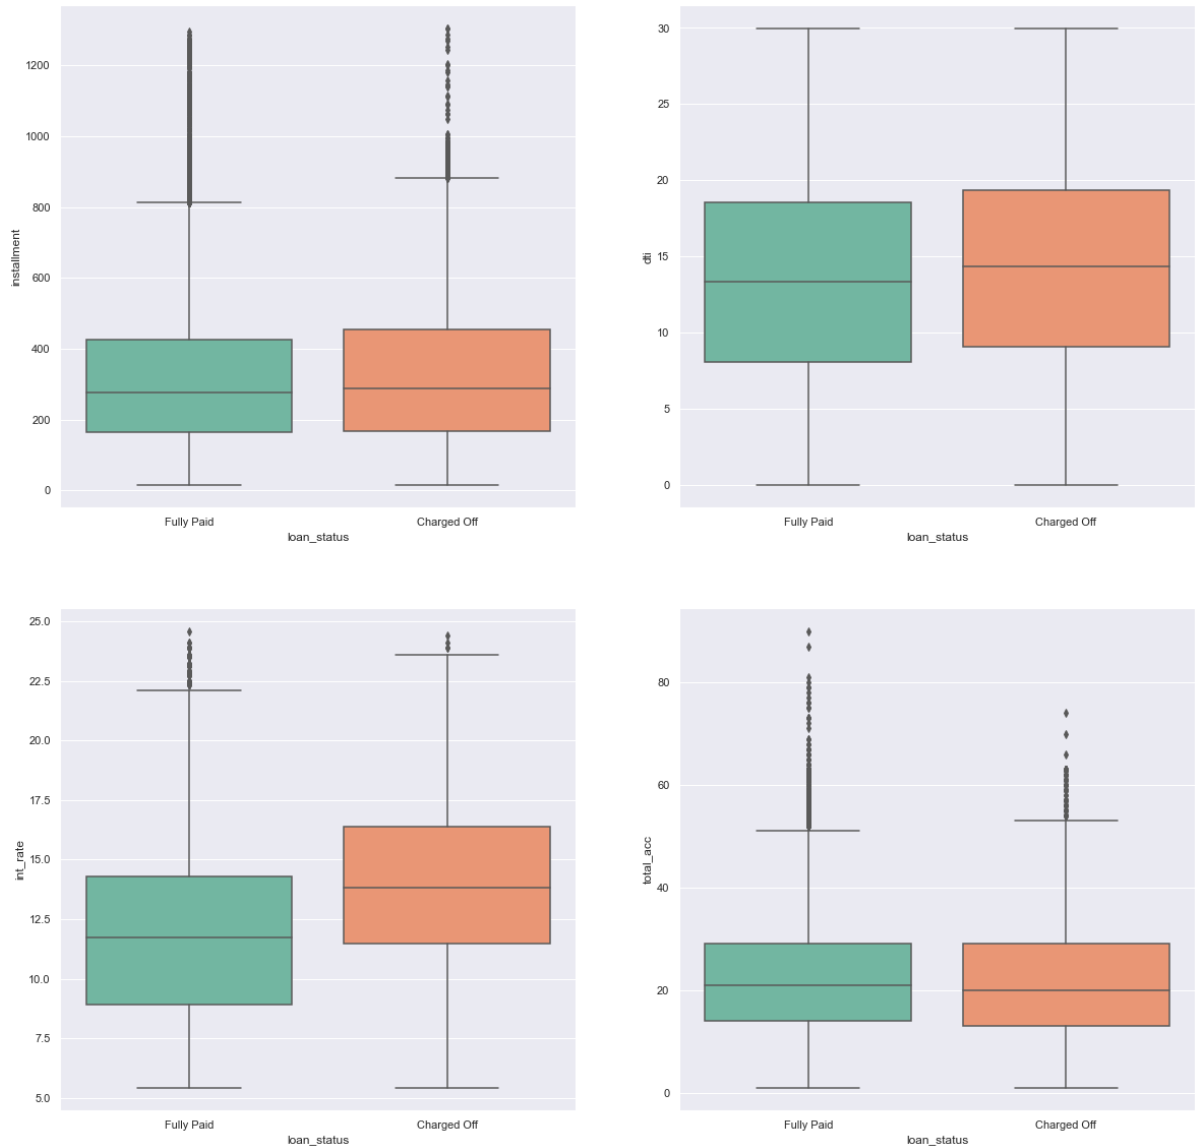 1200
1000
800
600
400
200
0
installment
Fully Paid
Charged Off
loan_status
30
25
20
15
10
5
0
dti
Fully Paid
Charged Off
loan_status
25.0
22.5
20.0
17.5
15.0
12.5
10.0
7.5
5.0
int_rate
Fully Paid
Charged Off
loan_status
80
60
40
20
0
total_acc
Fully Paid
Charged Off
loan_status